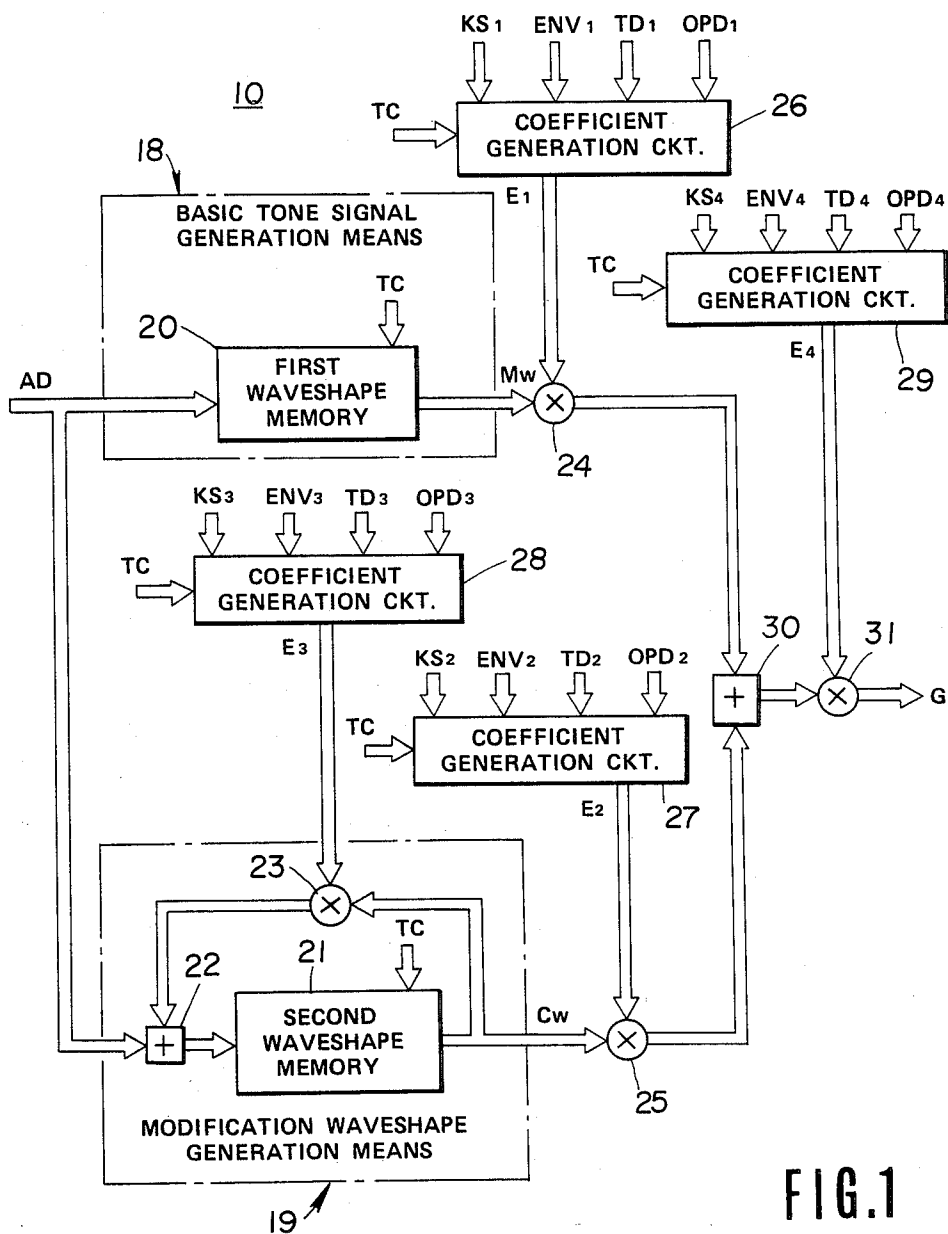 KS1 ENV1 TD1 OPD1
10
TC
COEFFICIENT
GENERATION CKT.
26
18
E1
BASIC TONE SIGNAL
GENERATION MEANS
KS4 ENV4 TD4 OPD4
TC
COEFFICIENT
GENERATION CKT.
29
E4
TC
20
FIRST
WAVESHAPE
MEMORY
AD
Mw
×
24
KS3 ENV3 TD3 OPD3
TC
COEFFICIENT
GENERATION CKT.
28
E3
KS2 ENV2 TD2 OPD2
TC
COEFFICIENT
GENERATION CKT.
27
E2
30
+
31
×
G
23
×
TC
22
+
21
SECOND
WAVESHAPE
MEMORY
Cw
×
25
MODIFICATION WAVESHAPE
GENERATION MEANS
19
FIG.1